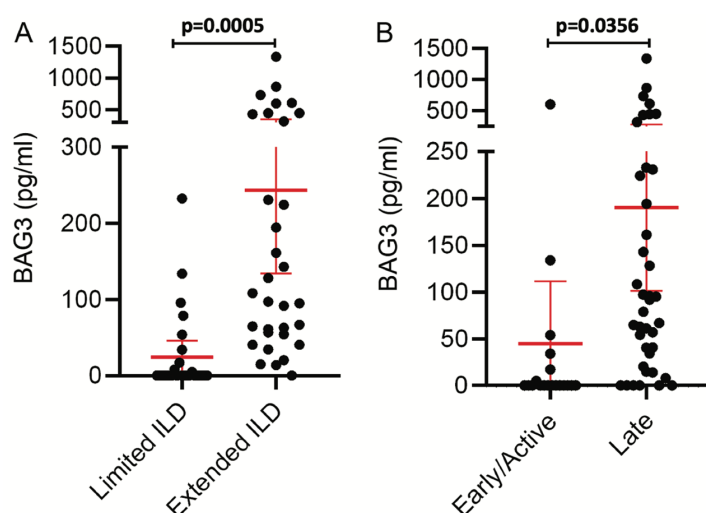 A
p=0.0005
1500
1000
500
300
200
100
0
BAG3 (pg/ml)
Limited ILD
Extended ILD
B
p=0.0356
1500
1000
500
250
200
150
100
50
0
BAG3 (pg/ml)
Early/Active
Late